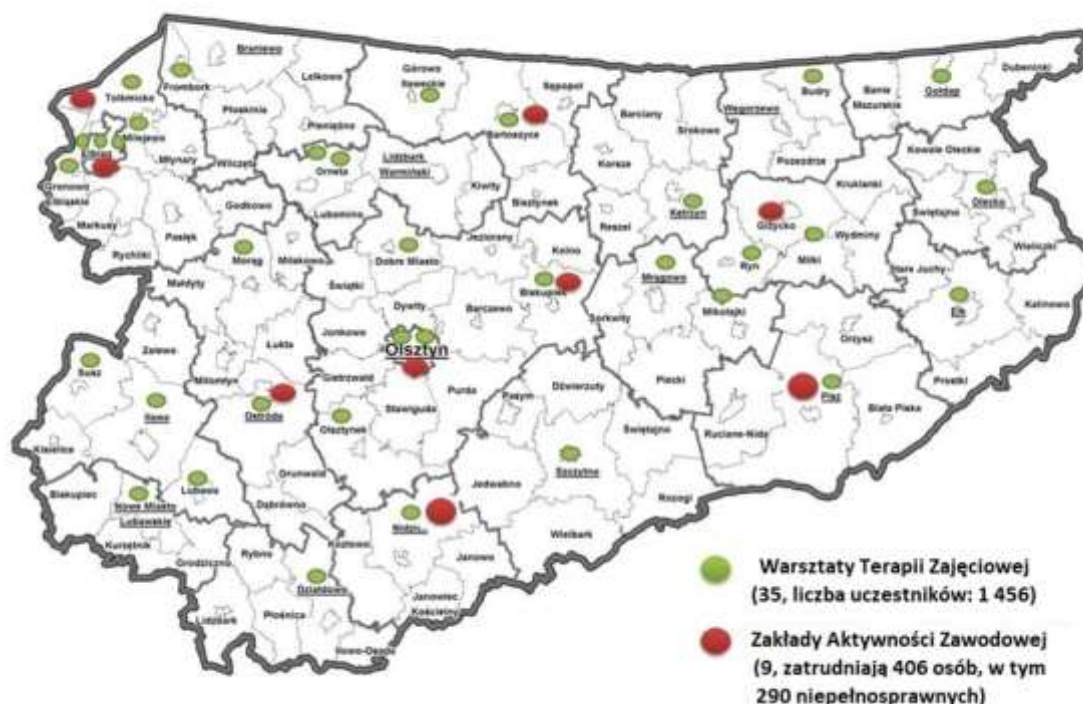 Braniewo
Dubeninki
Górowo
Lelkowo
Iławeckie
Sępopol
Budry
Banie
Gołdap
Frombork
Mazurskie
Tolkmicko
Płoskinia
Barciany
Węgorzewo
Pieniężno
Srokowo
Milejewo
Bartoszyce
Elbląg
Młynary
Wilczęta
Lidzbark
Pozezdrze
Kowale Oleckie
Orneta
Warmiński
Korsze
Gronowo
Kruklanki
Elbląskie
Kiwity
Olecko
Godkowo
Bisztynek
Kętrzyn
Lubomino
Świętajno
Markusy
Pasłęk
Reszel
Giżycko
Wydminy
Jeziorany
Wieliczki
Rychliki
Kolno
Morąg
Miłakowo
Dobre Miasto
Ryn
Miłki
Stare Juchy
Małdyty
Świątki
Biskupiec
Mrągowo
Kalinowo
Dywity
Barczewo
Mikołajki
Ełk
Sorkwity
Jonkowo
Łukta
Orzysz
Zalewo
Olsztyn
Susz
Miłomłyn
Gietrzwałd
Purda
Dźwierzuty
Piecki
Prostki
Pasym
Pisz
Iława
Ostróda
Stawiguda
Biała Piska
Olsztynek
Świętajno
Ruciane-Nida
Kisielice
Szczytno
Grunwald
Lubawa
Jedwabno
Biskupiec
Nowe Miasto
Dąbrówno
Rozogi
Lubawskie
Wielbark
Kurzętnik
Kozłowo
Rybno
Janowo
Grodziczno
Działdowo
Janowiec
Kościelny
Płośnica
Lidzbark
Iłowo-Osada
Warsztaty Terapii Zajęciowej
(35, liczba uczestników: 1 456)
Zakłady Aktywności Zawodowej
(9, zatrudniają 406 osób, w tym
290 niepełnosprawnych)